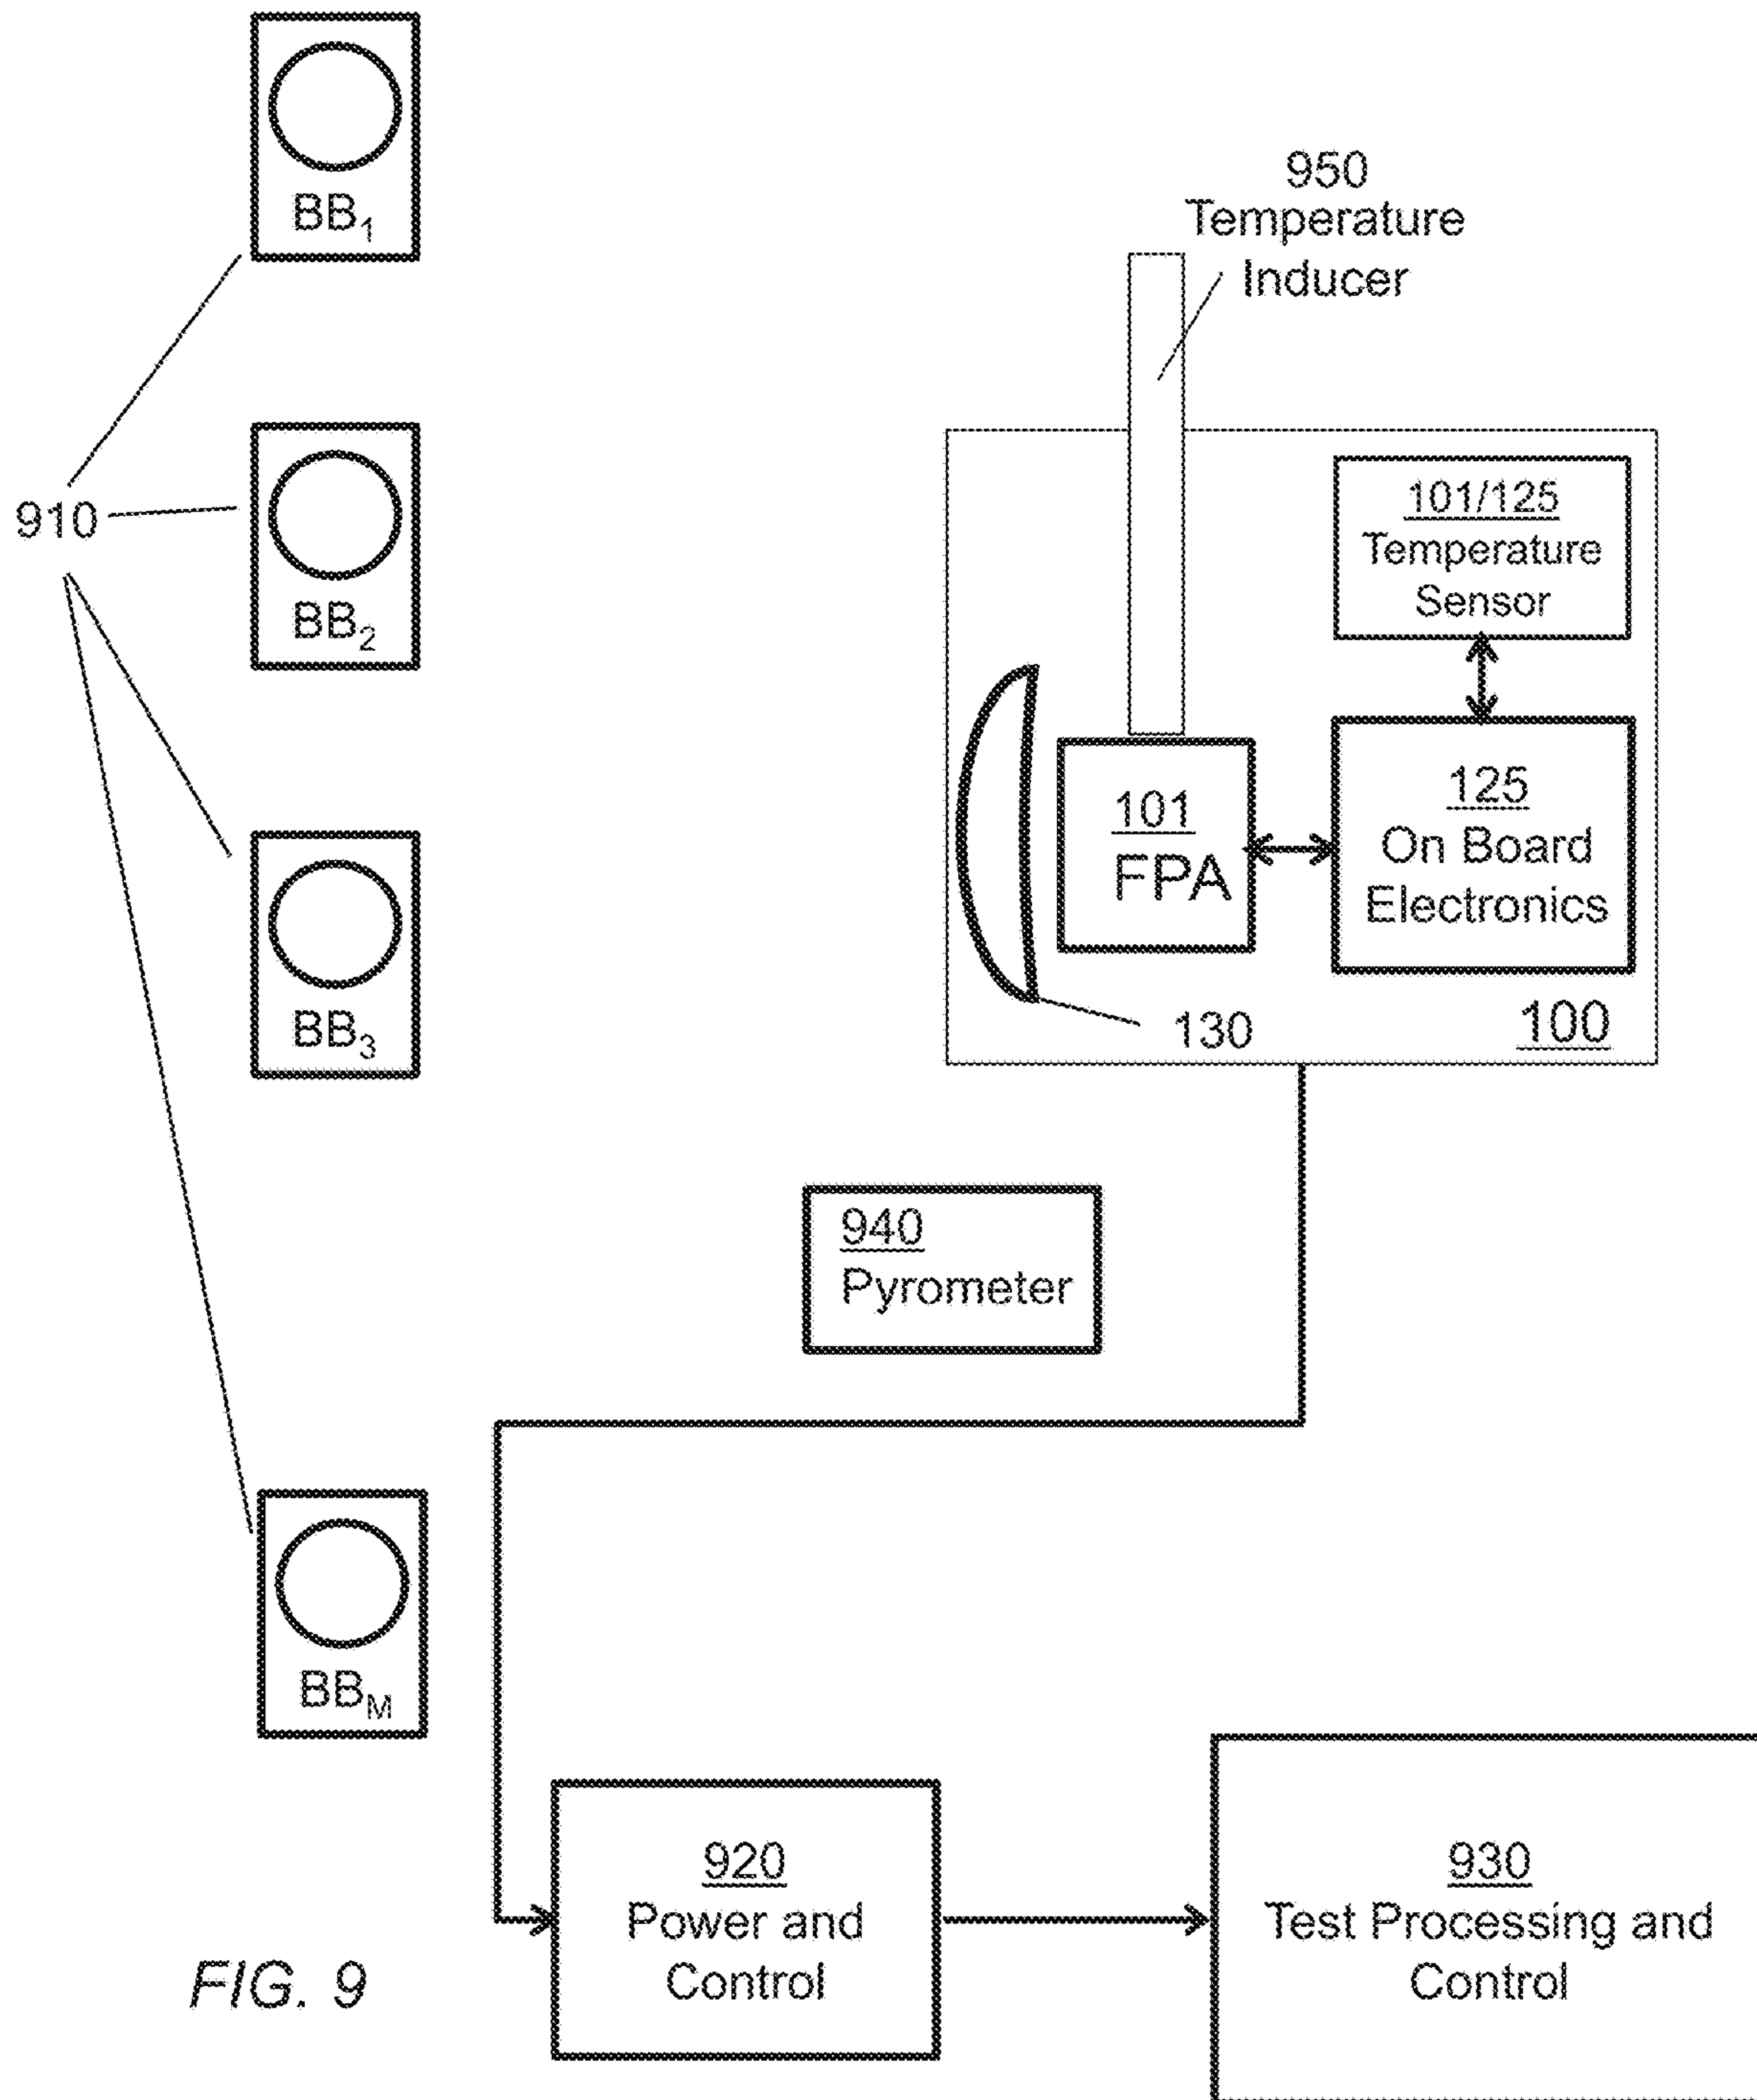 BB₁
950
Temperature
Inducer
910
BB₂
101/125
Temperature
Sensor
101
FPA
125
On Board
Electronics
BB₃
130
100
940
Pyrometer
BB_M
920
Power and
Control
930
Test Processing and
Control
FIG. 9